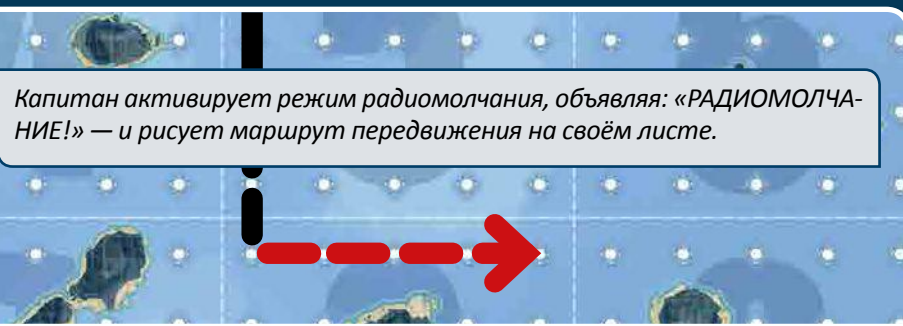 Капитан активирует режим радиомолчания, объявляя: «РАДИОМОЛЧА-
НИЕ!» — и рисует маршрут передвижения на своём листе.